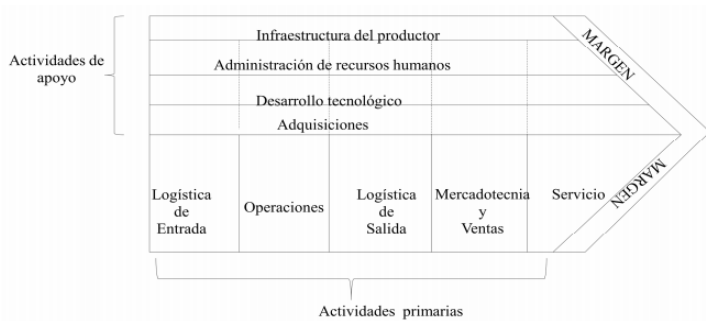 Infraestructura del productor
Actividades de
apoyo
Administración de recursos humanos
Desarrollo tecnológico
Adquisiciones
MARGEN
Logística
de
Entrada
Operaciones
Logística
de
Salida
Mercadotecnia
y
Ventas
Servicio
MARGEN
Actividades primarias